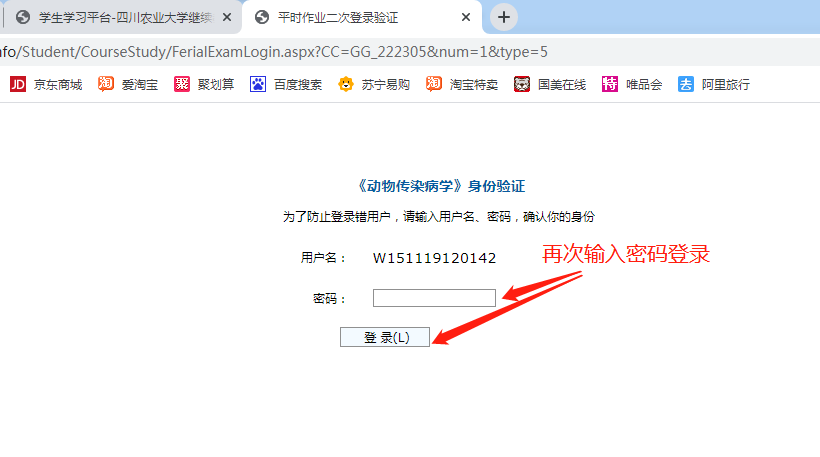 学生学习平台-四川农业大学继续
平时作业二次登录验证
nfo/Student/CourseStudy/FerialExamLogin.aspx?CC=GG_222305&num=1&type=5
JD 京东商城 淘 爱淘宝 聚 聚划算 百度搜索 苏宁易购 淘 淘宝特卖 国美在线 特 唯品会 去 阿里旅行
《动物传染病学》身份验证
为了防止登录错用户，请输入用户名、密码，确认你的身份
用户名： W151119120142
再次输入密码登录
密码：
登 录(L)